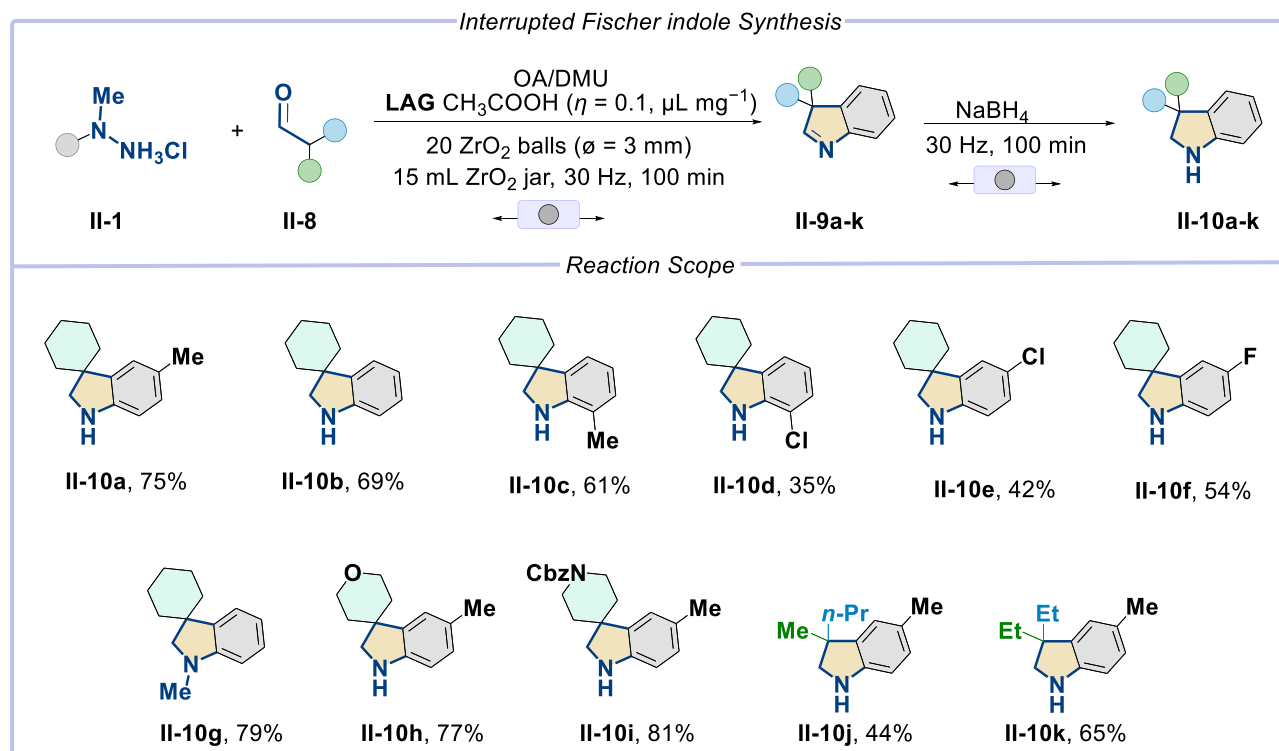 Interrupted Fischer indole Synthesis
OA/DMU
LAG CH₃COOH (η = 0.1, µL mg⁻¹)
20 ZrO₂ balls (ø = 3 mm)
15 mL ZrO₂ jar, 30 Hz, 100 min
Me
N
NH₃Cl
+
O
N
NaBH₄
30 Hz, 100 min
N
H
II-1
II-8
II-9a-k
II-10a-k
Reaction Scope
Me
N
H
N
H
N
H
Me
N
H
Cl
Cl
N
H
F
N
H
II-10a, 75%
II-10b, 69%
II-10c, 61%
II-10d, 35%
II-10e, 42%
II-10f, 54%
N
Me
O
Me
N
H
CbzN
Me
N
H
n-Pr
Me
Me
N
H
Et
Et
Me
N
H
II-10g, 79%
II-10h, 77%
II-10i, 81%
II-10j, 44%
II-10k, 65%